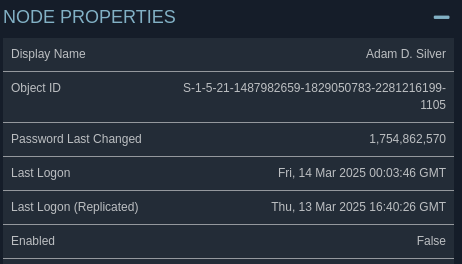 NODE PROPERTIES
Display Name Adam D. Silver
Object ID S-1-5-21-1487982659-1829050783-2281216199-
1105
Password Last Changed 1,754,862,570
Last Logon Fri, 14 Mar 2025 00:03:46 GMT
Last Logon (Replicated) Thu, 13 Mar 2025 16:40:26 GMT
Enabled False